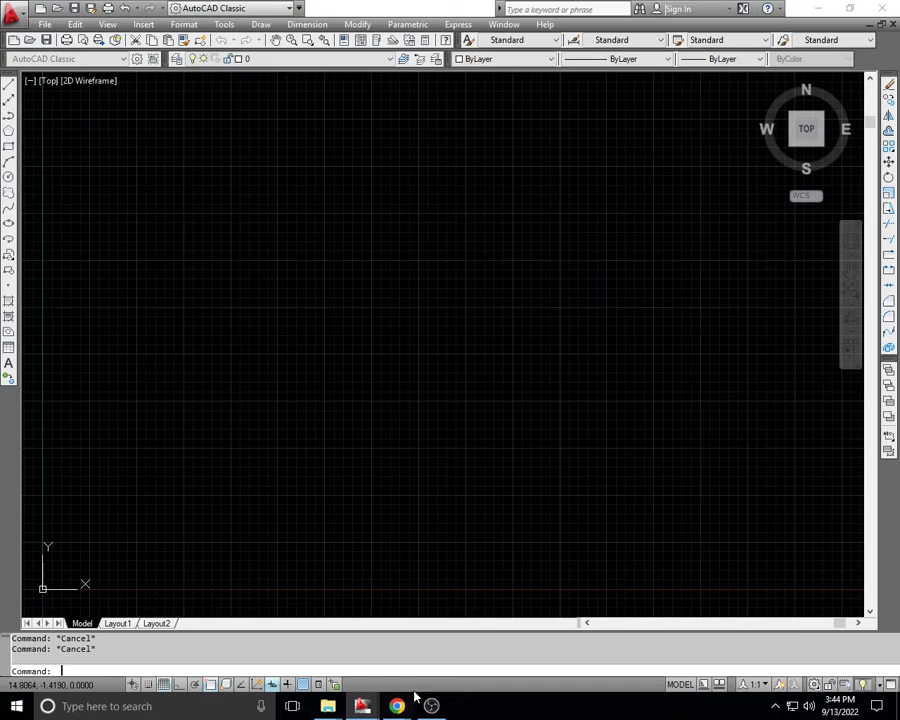 AutoCAD Classic
Type a keyword or phrase
Sign In
File Edit View Insert Format Tools Draw Dimension Modify Parametric Express Window Help
Standard Standard Standard Standard
AutoCAD Classic 0 ByLayer ByLayer ByLayer ByColor
[−] [Top] [2D Wireframe]
N
W TOP E
S
WCS
Y
X
Model Layout1 Layout2
Command: *Cancel*
Command: *Cancel*
Command:
14.8064, -1.4190, 0.0000 MODEL 1:1
Type here to search
3:44 PM
9/13/2022